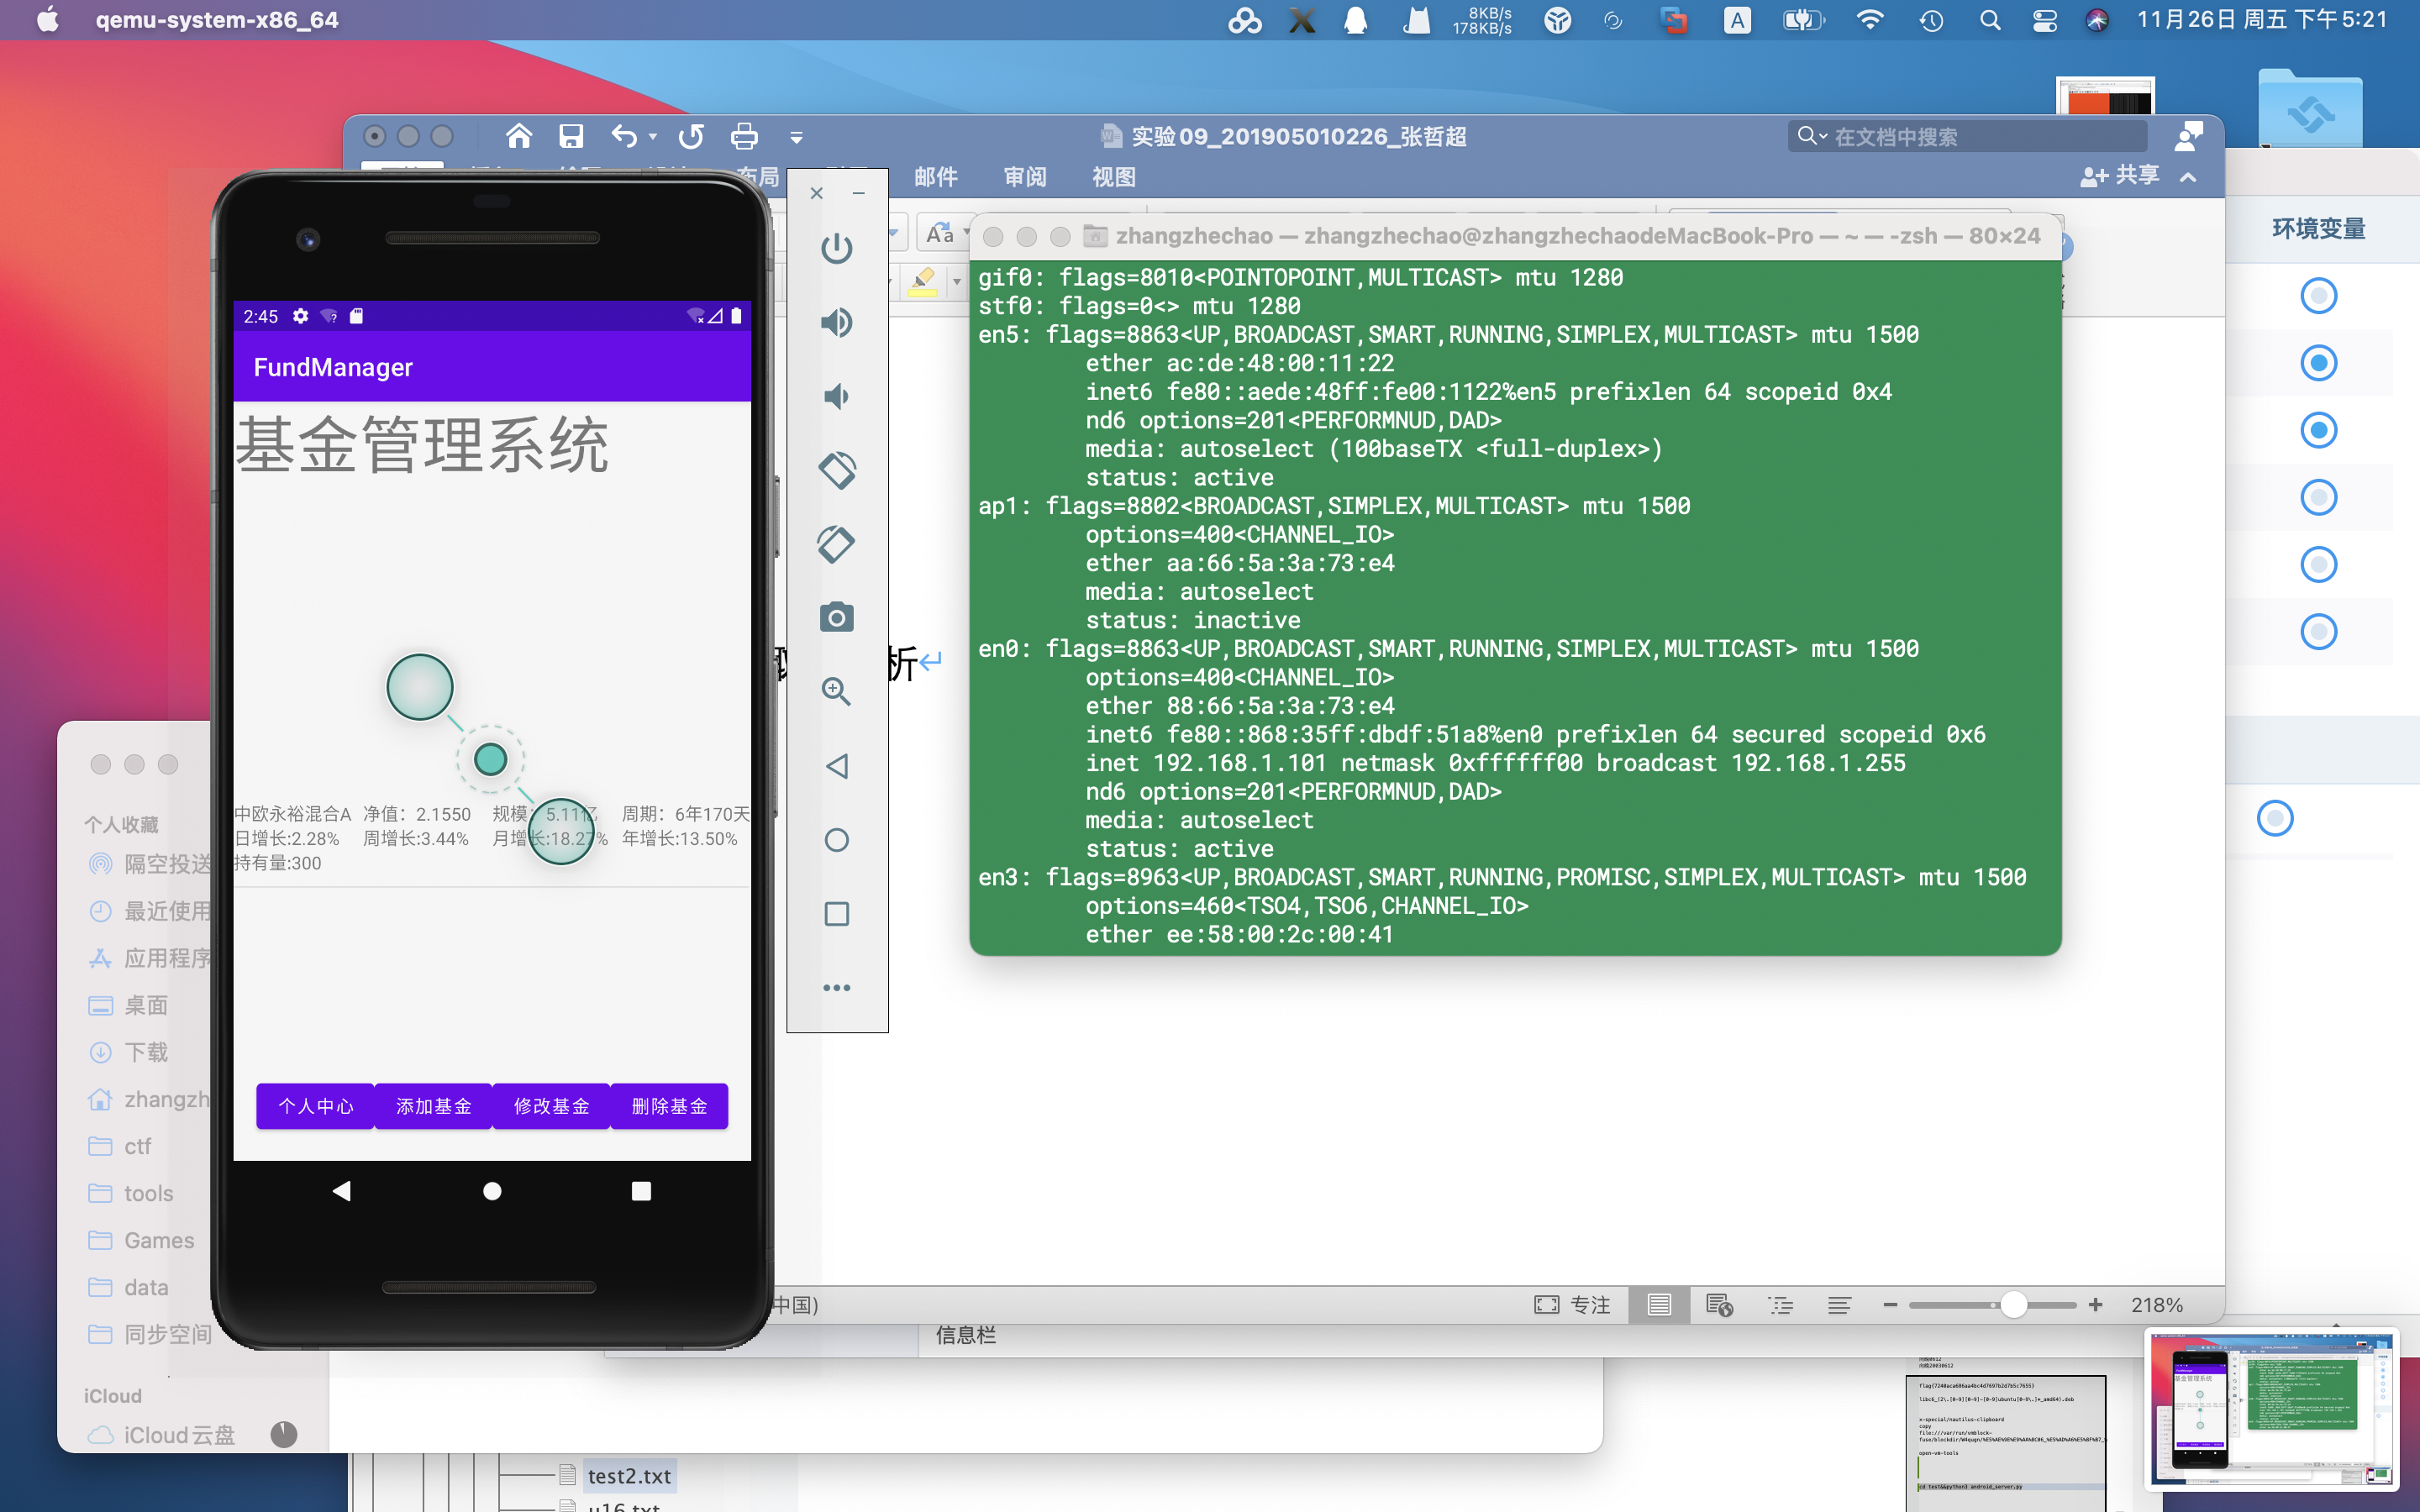 qemu-system-x86_64
8KB/s
178KB/s
A
11月26日 周五 下午5:21
实验09_201905010226_张哲超
在文档中搜索
布局
邮件
审阅
视图
共享
Aa
环境变量
zhangzhechao — zhangzhechao@zhangzhechaodeMacBook-Pro — ~ — -zsh — 80×24
gif0: flags=8010<POINTOPOINT,MULTICAST> mtu 1280
stf0: flags=0<> mtu 1280
en5: flags=8863<UP,BROADCAST,SMART,RUNNING,SIMPLEX,MULTICAST> mtu 1500
ether ac:de:48:00:11:22
inet6 fe80::aede:48ff:fe00:1122%en5 prefixlen 64 scopeid 0x4
nd6 options=201<PERFORMNUD,DAD>
media: autoselect (100baseTX <full-duplex>)
status: active
ap1: flags=8802<BROADCAST,SIMPLEX,MULTICAST> mtu 1500
options=400<CHANNEL_IO>
ether aa:66:5a:3a:73:e4
media: autoselect
status: inactive
en0: flags=8863<UP,BROADCAST,SMART,RUNNING,SIMPLEX,MULTICAST> mtu 1500
options=400<CHANNEL_IO>
ether 88:66:5a:3a:73:e4
inet6 fe80::868:35ff:dbdf:51a8%en0 prefixlen 64 secured scopeid 0x6
inet 192.168.1.101 netmask 0xffffff00 broadcast 192.168.1.255
nd6 options=201<PERFORMNUD,DAD>
media: autoselect
status: active
en3: flags=8963<UP,BROADCAST,SMART,RUNNING,PROMISC,SIMPLEX,MULTICAST> mtu 1500
options=460<TSO4,TSO6,CHANNEL_IO>
ether ee:58:00:2c:00:41
2:45
FundManager
基金管理系统
中欧永裕混合A 净值：2.1550 规模：5.11亿 周期：6年170天
日增长:2.28% 周增长:3.44% 月增长:18.27% 年增长:13.50%
持有量:300
个人中心 添加基金 修改基金 删除基金
析
个人收藏
隔空投送
最近使用
应用程序
桌面
下载
zhangzh
ctf
tools
Games
data
同步空间
iCloud
iCloud云盘
中国)
专注
218%
信息栏
test2.txt
u16.txt
x-special/nautilus-clipboard
copy
open-vm-tools
cd test&&python3 android_server.py